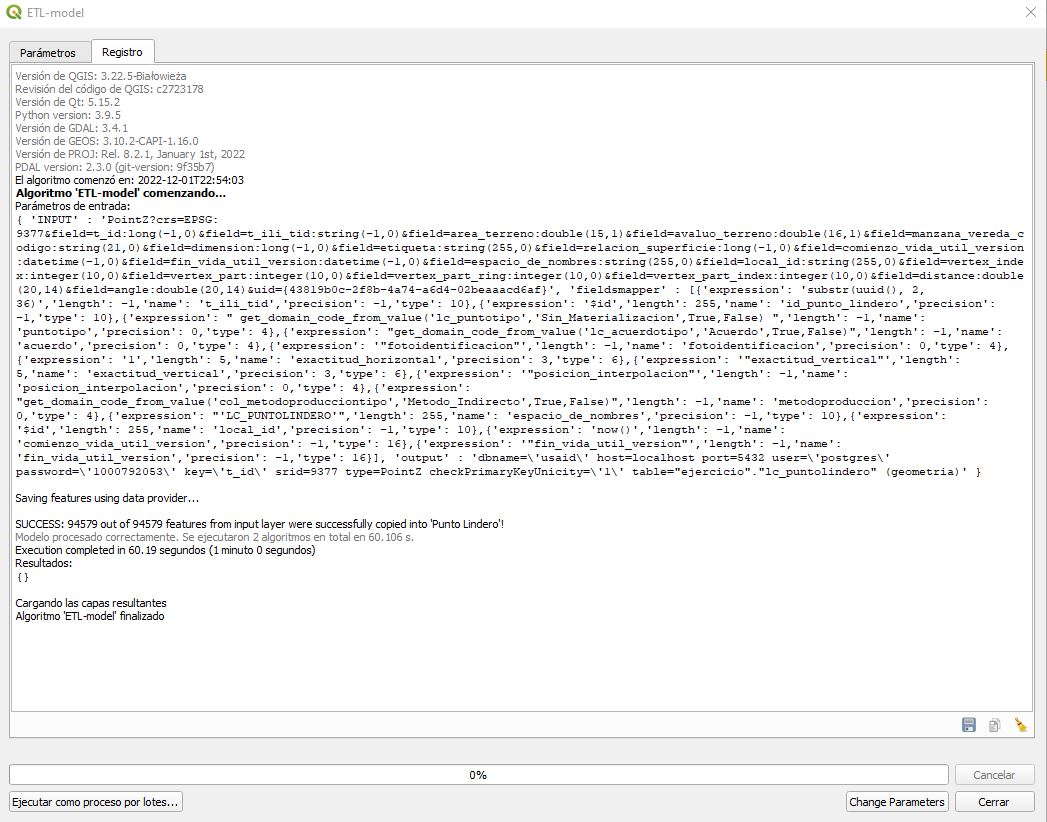 ETL-model
Parámetros
Registro
Versión de QGIS: 3.22.5-Białowieża
Revisión del código de QGIS: c2723178
Versión de Qt: 5.15.2
Python version: 3.9.5
Versión de GDAL: 3.4.1
Versión de GEOS: 3.10.2-CAPI-1.16.0
Versión de PROJ: Rel. 8.2.1, January 1st, 2022
PDAL version: 2.3.0 (git-version: 9f35b7)
El algoritmo comenzó en: 2022-12-01T22:54:03
Algoritmo 'ETL-model' comenzando...
Parámetros de entrada:
{ 'INPUT' : 'PointZ?crs=EPSG:
9377&field=t_id:long(-1,0)&field=t_ili_tid:string(-1,0)&field=area_terreno:double(15,1)&field=avaluo_terreno:double(16,1)&field=manzana_vereda_c
odigo:string(21,0)&field=dimension:long(-1,0)&field=etiqueta:string(255,0)&field=relacion_superficie:long(-1,0)&field=comienzo_vida_util_version
:datetime(-1,0)&field=fin_vida_util_version:datetime(-1,0)&field=espacio_de_nombres:string(255,0)&field=local_id:string(255,0)&field=vertex_inde
x:integer(10,0)&field=vertex_part:integer(10,0)&field=vertex_part_ring:integer(10,0)&field=vertex_part_index:integer(10,0)&field=distance:double
(20,14)&field=angle:double(20,14)&uid={43819b0c-2f8b-4a74-a6d4-02beaaacd6af}', 'fieldsmapper' : [{'expression': 'substr(uuid(), 2,
36)','length': -1,'name': 't_ili_tid','precision': -1,'type': 10},{'expression': '$id','length': 255,'name': 'id_punto_lindero','precision':
-1,'type': 10},{'expression': " get_domain_code_from_value('lc_puntotipo','Sin_Materializacion',True,False) ",'length': -1,'name':
'puntotipo','precision': 0,'type': 4},{'expression': "get_domain_code_from_value('lc_acuerdotipo','Acuerdo',True,False)",'length': -1,'name':
'acuerdo','precision': 0,'type': 4},{'expression': '"fotoidentificacion"','length': -1,'name': 'fotoidentificacion','precision': 0,'type': 4},
{'expression': '1','length': 5,'name': 'exactitud_horizontal','precision': 3,'type': 6},{'expression': '"exactitud_vertical"','length':
5,'name': 'exactitud_vertical','precision': 3,'type': 6},{'expression': '"posicion_interpolacion"','length': -1,'name':
'posicion_interpolacion','precision': 0,'type': 4},{'expression':
"get_domain_code_from_value('col_metodoproducciontipo','Metodo_Indirecto',True,False)",'length': -1,'name': 'metodoproduccion','precision':
0,'type': 4},{'expression': "'LC_PUNTOLINDERO'",'length': 255,'name': 'espacio_de_nombres','precision': -1,'type': 10},{'expression':
'$id','length': 255,'name': 'local_id','precision': -1,'type': 10},{'expression': 'now()','length': -1,'name':
'comienzo_vida_util_version','precision': -1,'type': 16},{'expression': '"fin_vida_util_version"','length': -1,'name':
'fin_vida_util_version','precision': -1,'type': 16}], 'output' : 'dbname=\'usaid\' host=localhost port=5432 user=\'postgres\'
password=\'1000792053\' key=\'t_id\' srid=9377 type=PointZ checkPrimaryKeyUnicity=\'1\' table="ejercicio"."lc_puntolindero" (geometria)' }
Saving features using data provider...
SUCCESS: 94579 out of 94579 features from input layer were successfully copied into 'Punto Lindero'!
Modelo procesado correctamente. Se ejecutaron 2 algoritmos en total en 60.106 s.
Execution completed in 60.19 segundos (1 minuto 0 segundos)
Resultados:
{}
Cargando las capas resultantes
Algoritmo 'ETL-model' finalizado
0%
Cancelar
Ejecutar como proceso por lotes...
Change Parameters
Cerrar